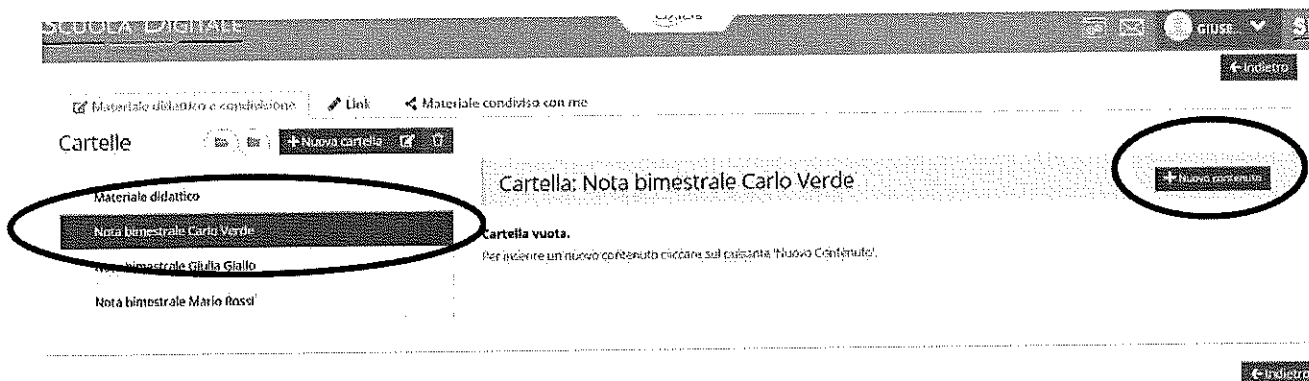 SCUOLA DIGITALE
AXIOS
GIUSE...
Indietro
Materiale didattico e condivisione Link Materiale condiviso con me
Cartelle Nuova cartella
Cartella: Nota bimestrale Carlo Verde
Nuovo contenuto
Materiale didattico
Nota bimestrale Carlo Verde
Nota bimestrale Giulia Giallo
Nota bimestrale Mario Rossi
Cartella vuota.
Per inserire un nuovo contenuto cliccare sul pulsante 'Nuovo Contenuto'.
Indietro